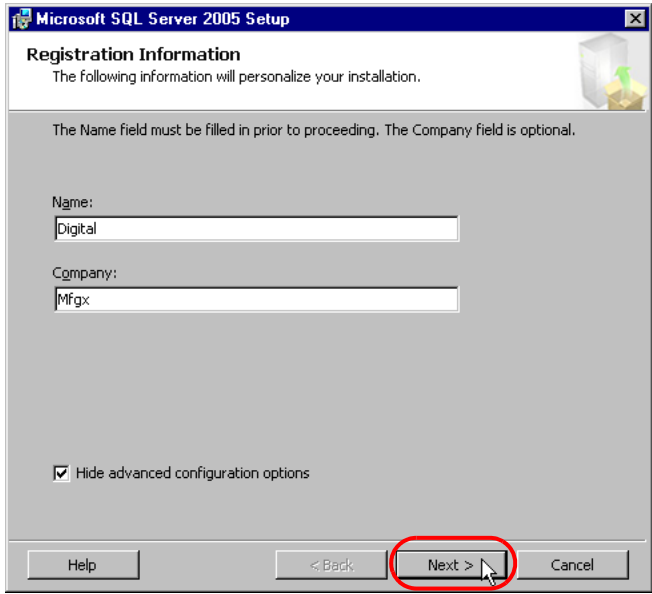 Microsoft SQL Server 2005 Setup
Registration Information
The following information will personalize your installation.
The Name field must be filled in prior to proceeding. The Company field is optional.
Name:
Digital
Company:
Mfgx
Hide advanced configuration options
Help
< Back
Next >
Cancel